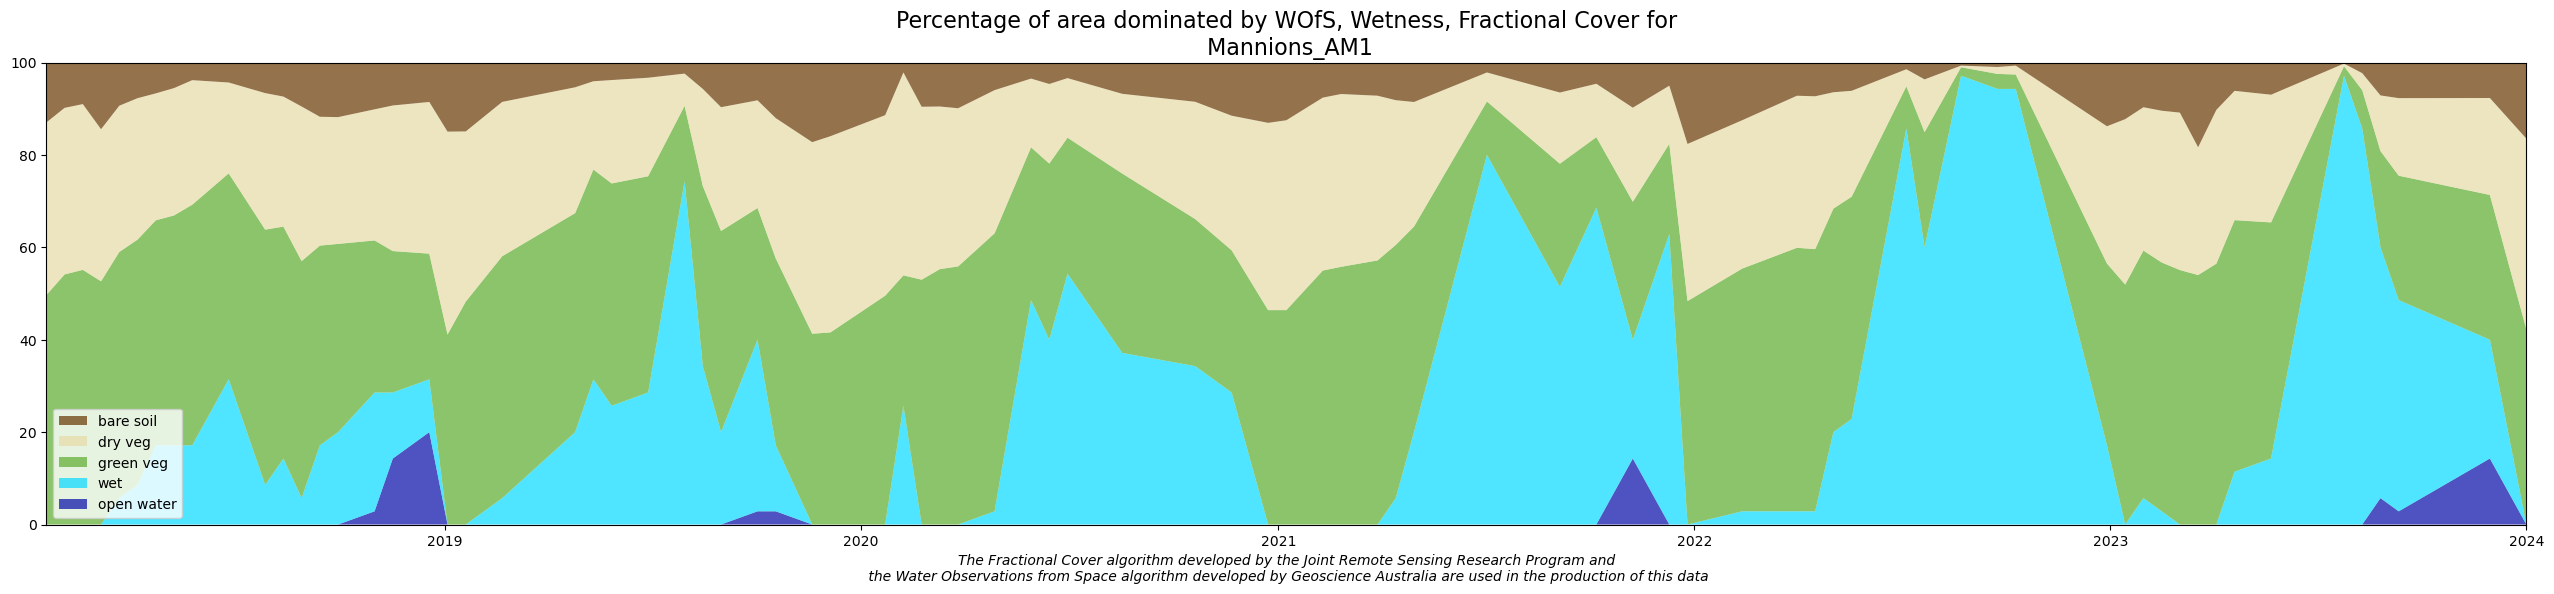 Percentage of area dominated by WOfS, Wetness, Fractional Cover for
Mannions_AM1
100
80
60
40
20
0
bare soil
dry veg
green veg
wet
open water
2019
2020
2021
2022
2023
2024
The Fractional Cover algorithm developed by the Joint Remote Sensing Research Program and
the Water Observations from Space algorithm developed by Geoscience Australia are used in the production of this data